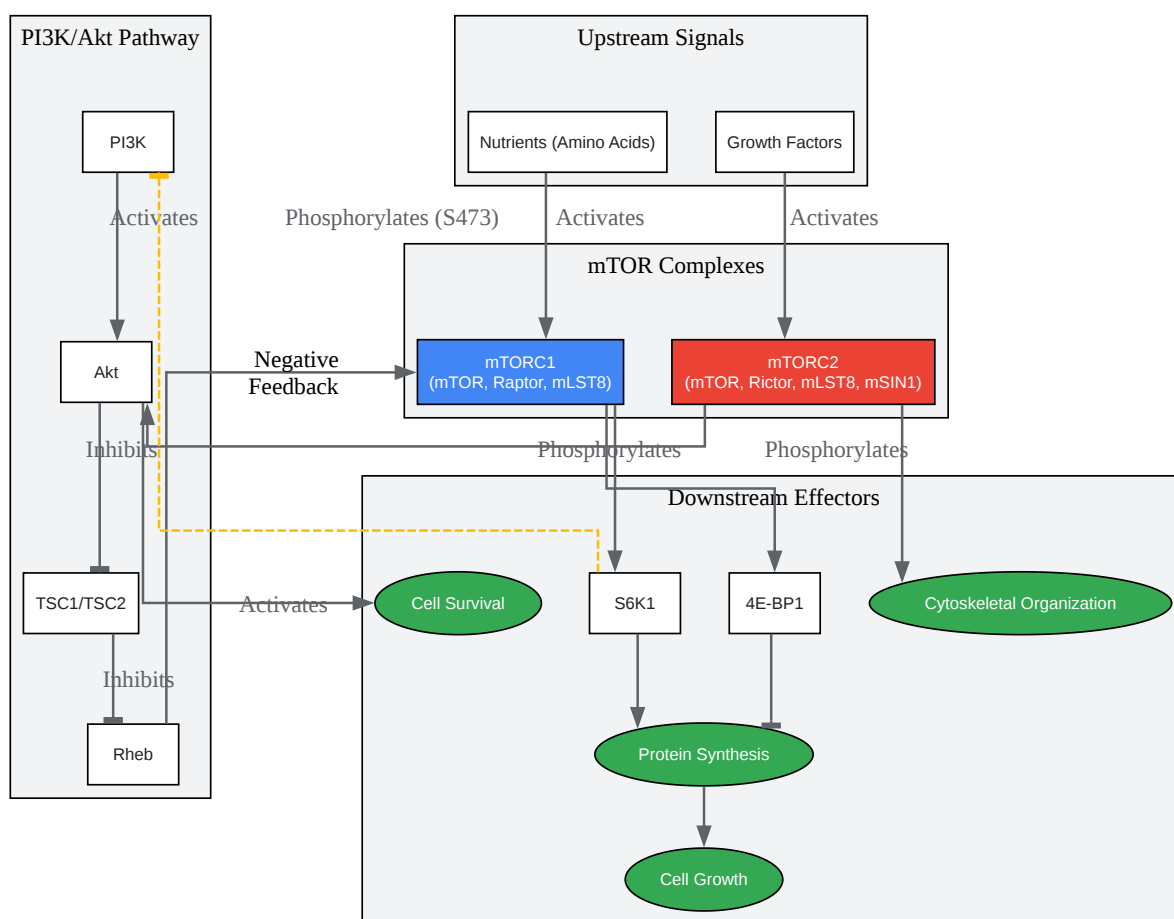 PI3K/Akt Pathway
Upstream Signals
PI3K
Nutrients (Amino Acids)
Growth Factors
Activates
Phosphorylates (S473)
Activates
Activates
mTOR Complexes
Akt
Negative
Feedback
mTORC1
(mTOR, Raptor, mLST8)
mTORC2
(mTOR, Rictor, mLST8, mSIN1)
Inhibits
Phosphorylates
Phosphorylates
Downstream Effectors
TSC1/TSC2
Activates
Cell Survival
S6K1
4E-BP1
Cytoskeletal Organization
Inhibits
Rheb
Protein Synthesis
Cell Growth